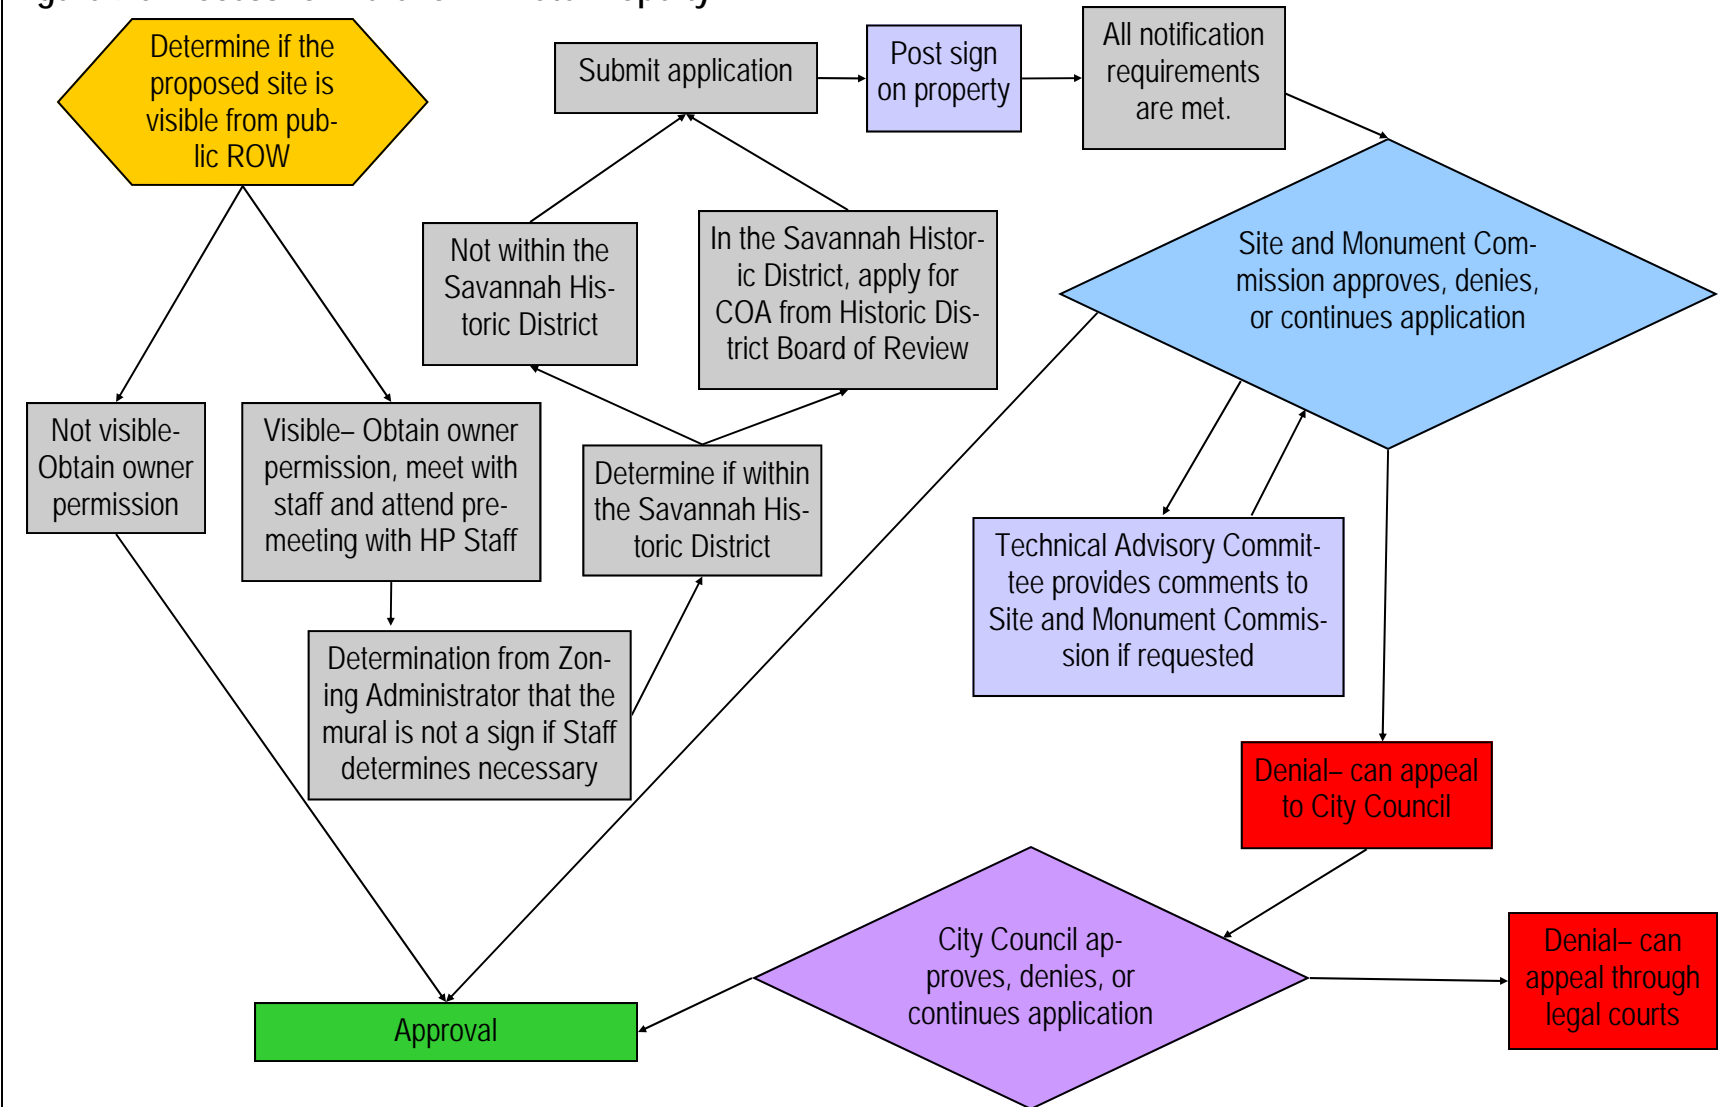 Determine if the
proposed site is
visible from pub-
lic ROW
Submit application
Post sign
on property
All notification
requirements
are met.
Not within the
Savannah His-
toric District
In the Savannah Histor-
ic District, apply for
COA from Historic Dis-
trict Board of Review
Site and Monument Com-
mission approves, denies,
or continues application
Not visible-
Obtain owner
permission
Visible– Obtain owner
permission, meet with
staff and attend pre-
meeting with HP Staff
Determine if within
the Savannah His-
toric District
Technical Advisory Commit-
tee provides comments to
Site and Monument Commis-
sion if requested
Determination from Zon-
ing Administrator that the
mural is not a sign if Staff
determines necessary
Denial– can appeal
to City Council
City Council ap-
proves, denies, or
continues application
Denial– can
appeal through
legal courts
Approval